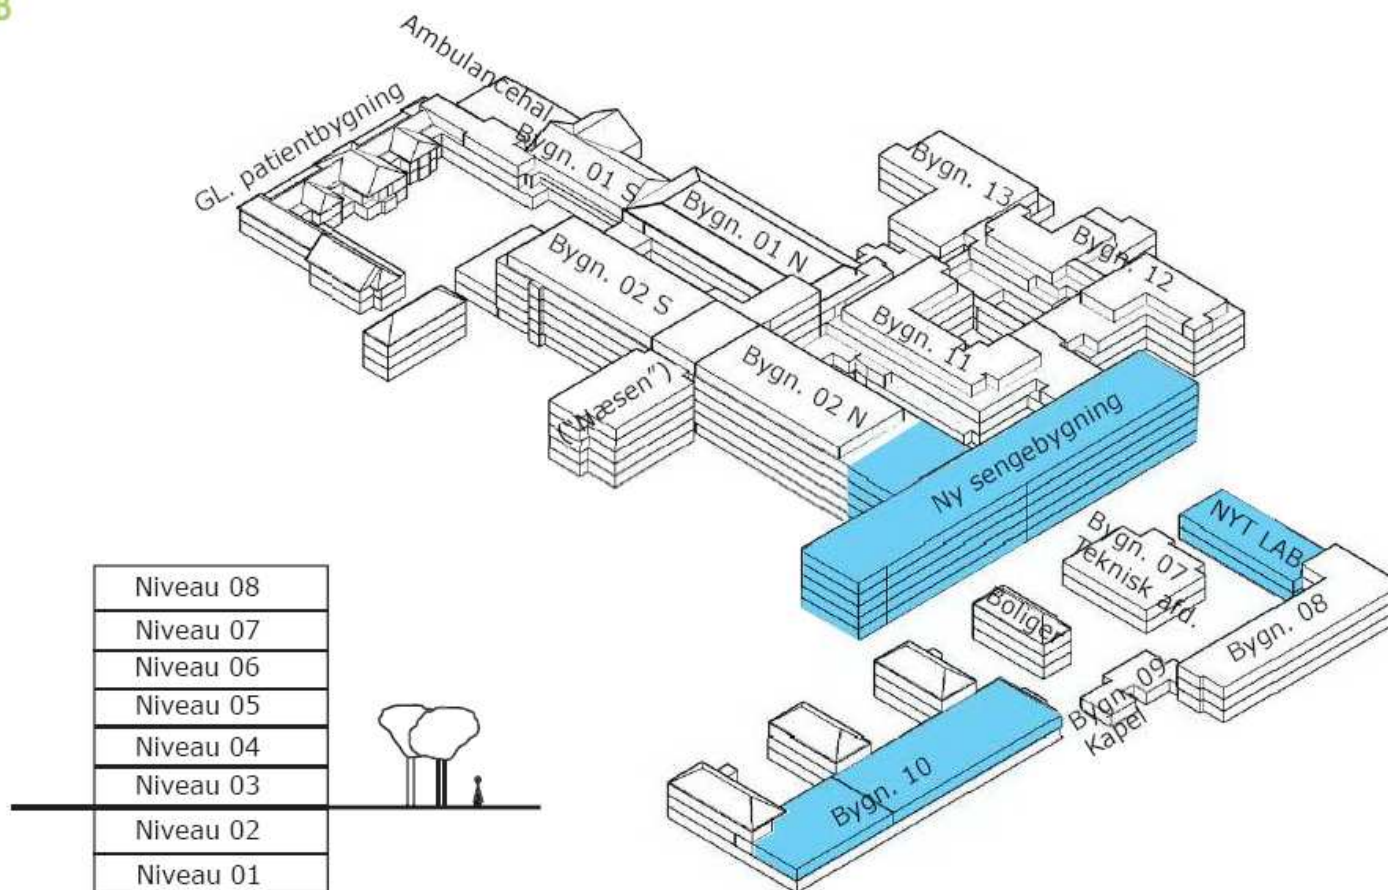 Ambulancehal
GL. patientbygning
Bygn. 01 S
Bygn. 01 N
Bygn. 13
Bygn. 12
Bygn. 02 S
Bygn. 11
("Næsen")
Bygn. 02 N
Ny sengebygning
NYT LAB
Bygn. 07
Teknisk afd.
Bolige
Bygn. 08
Bygn. 09
Kapel
Bygn. 10
Niveau 08
Niveau 07
Niveau 06
Niveau 05
Niveau 04
Niveau 03
Niveau 02
Niveau 01